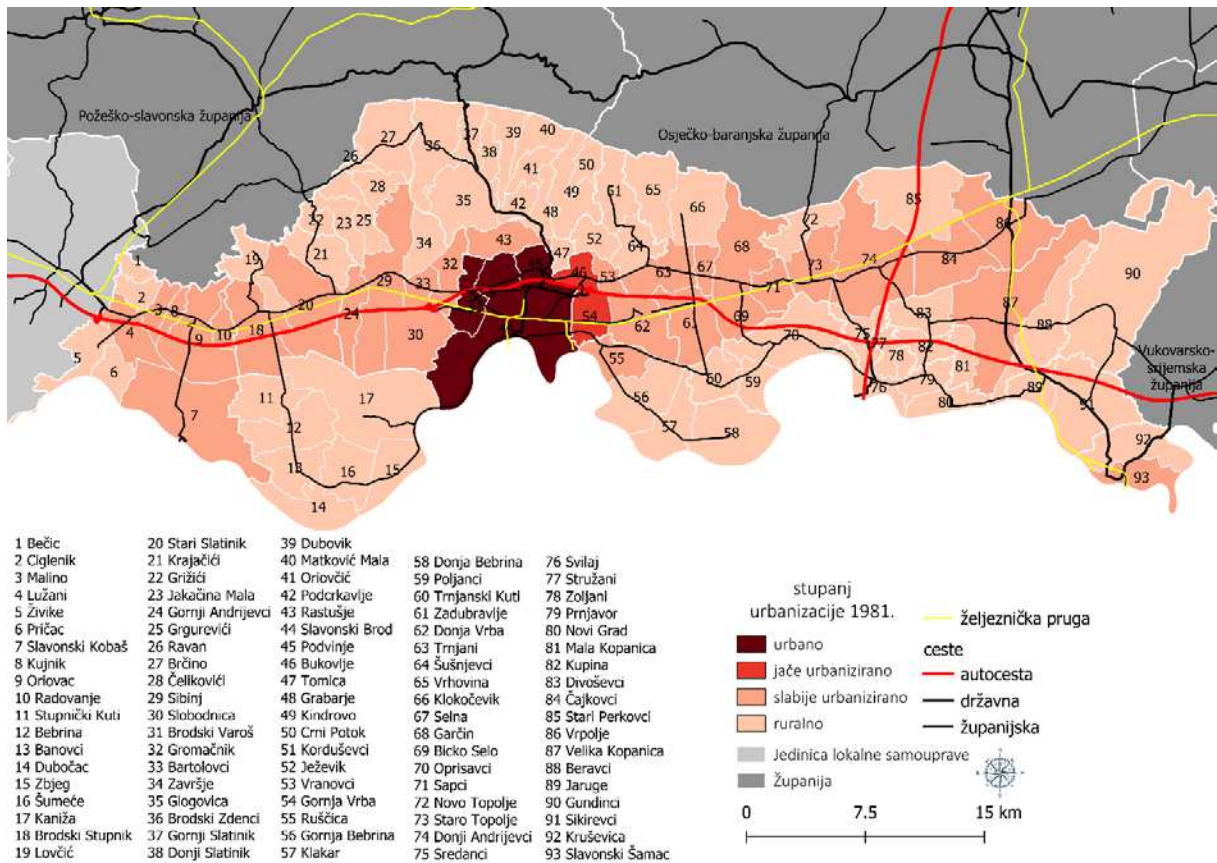 Požeško-slavonska županija
Osječko-baranjska županija
Vukovarsko-
srijemska
županija
1 Bečic
2 Ciglenik
3 Malino
4 Lužani
5 Živike
6 Pričac
7 Slavonski Kobaš
8 Kujnik
9 Oriovac
10 Radovanje
11 Stupnički Kuti
12 Bebrina
13 Banovci
14 Dubočac
15 Zbjeg
16 Šumeće
17 Kaniža
18 Brodski Stupnik
19 Lovčić
20 Stari Slatinik
21 Krajačići
22 Grižići
23 Jakačina Mala
24 Gornji Andrijevci
25 Grgurevići
26 Ravan
27 Brčino
28 Čelikovići
29 Sibinj
30 Slobodnica
31 Brodski Varoš
32 Gromačnik
33 Bartolovci
34 Završje
35 Glogovica
36 Brodski Zdenci
37 Gornji Slatinik
38 Donji Slatinik
39 Dubovik
40 Matković Mala
41 Oriovčić
42 Podcrkavlje
43 Rastušje
44 Slavonski Brod
45 Podvinje
46 Bukovlje
47 Tomica
48 Grabarje
49 Kindrovo
50 Crni Potok
51 Korduševci
52 Ježevik
53 Vranovci
54 Gornja Vrba
55 Ruščica
56 Gornja Bebrina
57 Klakar
58 Donja Bebrina
59 Poljanci
60 Trnjanski Kuti
61 Zadubravlje
62 Donja Vrba
63 Trnjani
64 Šušnjevci
65 Vrhovina
66 Klokočevik
67 Selna
68 Garčin
69 Bicko Selo
70 Oprisavci
71 Sapci
72 Novo Topolje
73 Staro Topolje
74 Donji Andrijevci
75 Sredanci
76 Svilaj
77 Stružani
78 Zoljani
79 Prnjavor
80 Novi Grad
81 Mala Kopanica
82 Kupina
83 Divoševci
84 Čajkovci
85 Stari Perkovci
86 Vrpolje
87 Velika Kopanica
88 Beravci
89 Jaruge
90 Gundinci
91 Sikirevci
92 Kruševica
93 Slavonski Šamac
stupanj
urbanizacije 1981.
urbano
jače urbanizirano
slabije urbanizirano
ruralno
Jedinica lokalne samouprave
Županija
željeznička pruga
ceste
autocesta
državna
županijska
0 7.5 15 km